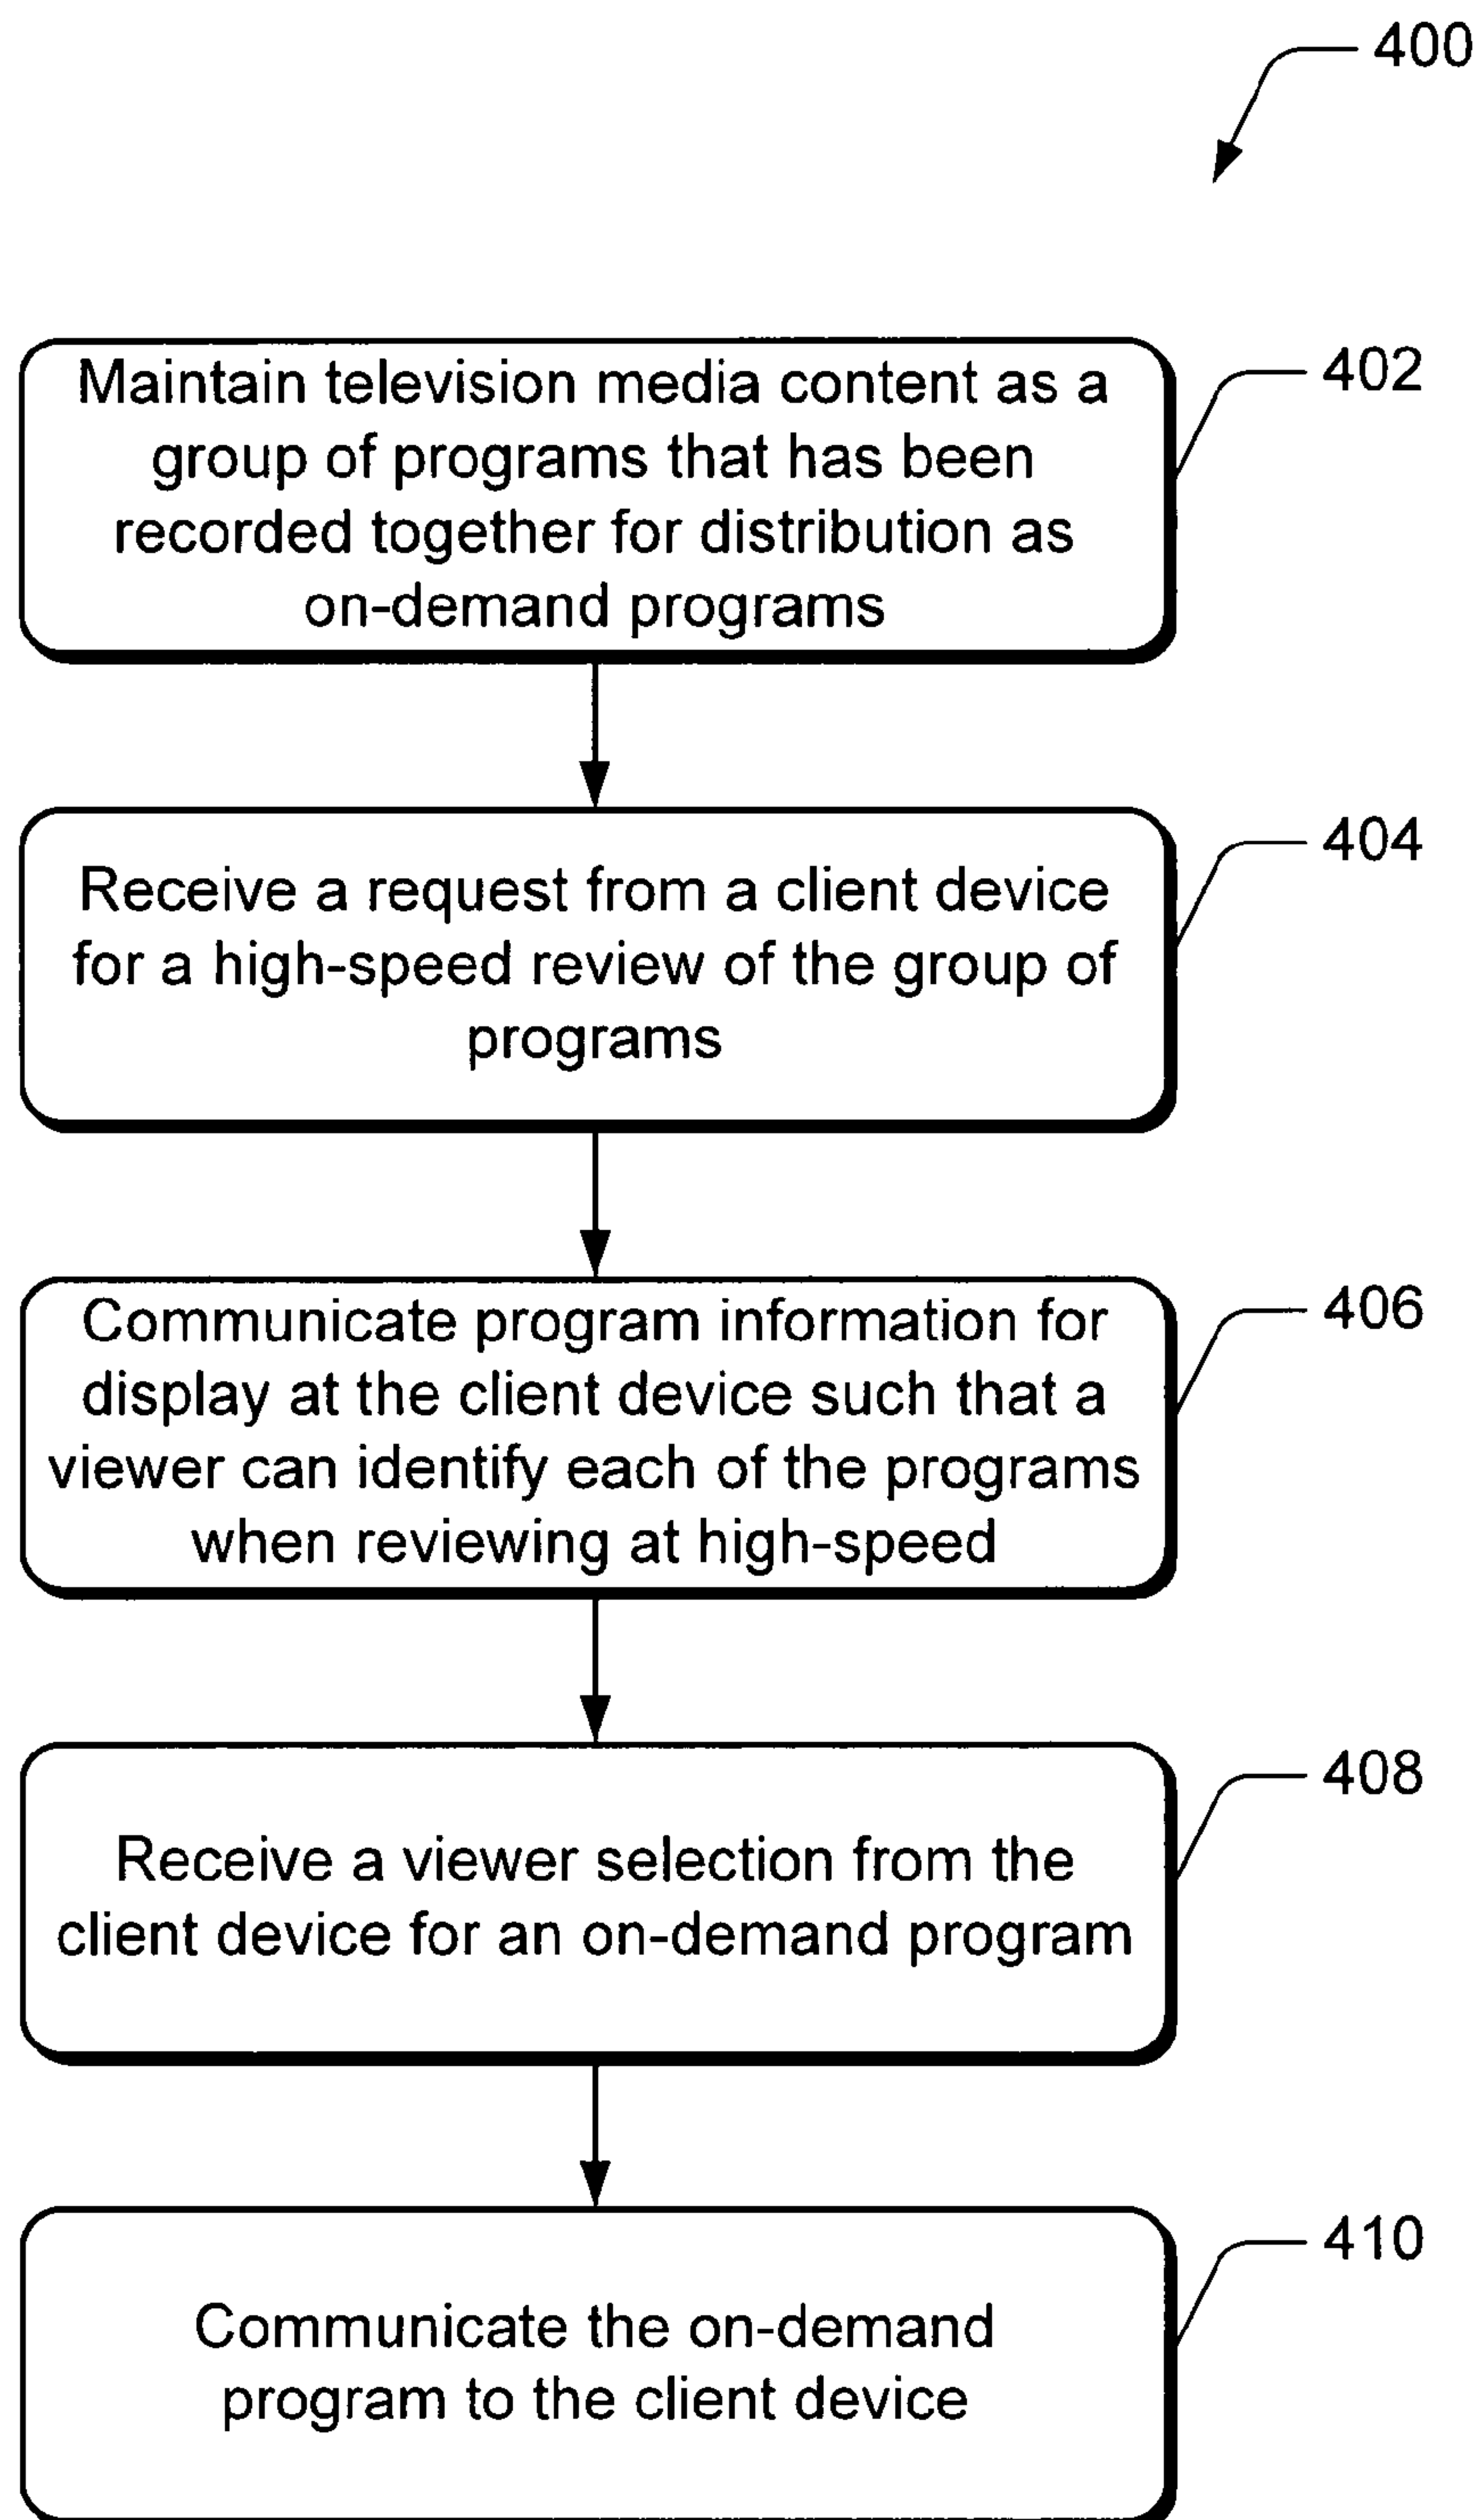 400
Maintain television media content as a
group of programs that has been
recorded together for distribution as
on-demand programs
402
Receive a request from a client device
for a high-speed review of the group of
programs
404
Communicate program information for
display at the client device such that a
viewer can identify each of the programs
when reviewing at high-speed
406
Receive a viewer selection from the
client device for an on-demand program
408
Communicate the on-demand
program to the client device
410